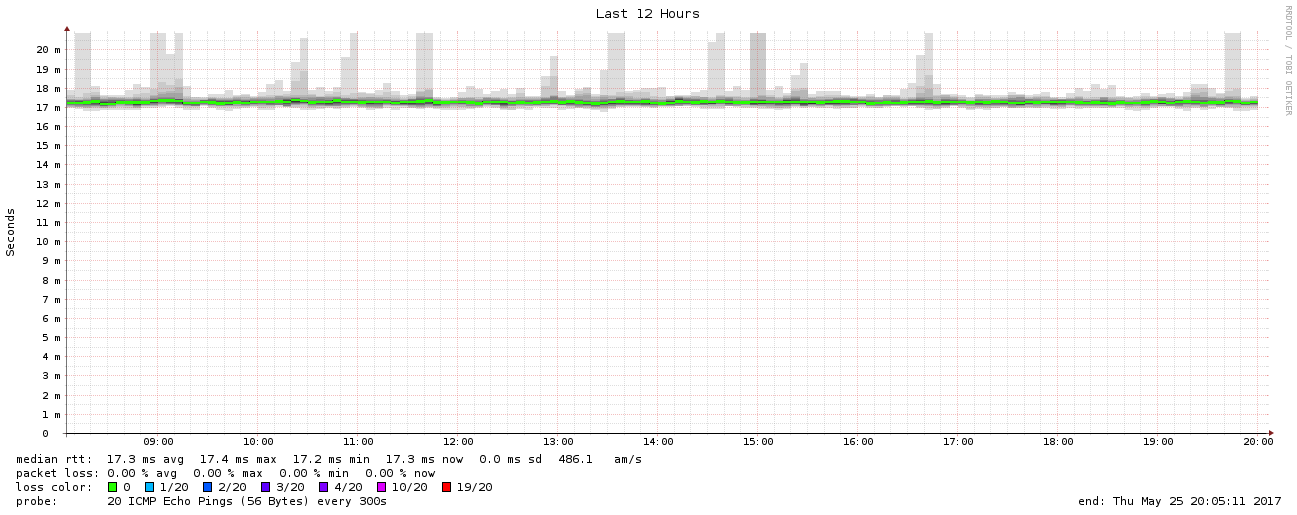 Last 12 Hours
RRDTOOL / TOBI OETIKER
Seconds
20 m
19 m
18 m
17 m
16 m
15 m
14 m
13 m
12 m
11 m
10 m
9 m
8 m
7 m
6 m
5 m
4 m
3 m
2 m
1 m
0
09:00 10:00 11:00 12:00 13:00 14:00 15:00 16:00 17:00 18:00 19:00 20:00
median rtt: 17.3 ms avg 17.4 ms max 17.2 ms min 17.3 ms now 0.0 ms sd 486.1 am/s
packet loss: 0.00 % avg 0.00 % max 0.00 % min 0.00 % now
loss color: 0 1/20 2/20 3/20 4/20 10/20 19/20
probe: 20 ICMP Echo Pings (56 Bytes) every 300s end: Thu May 25 20:05:11 2017